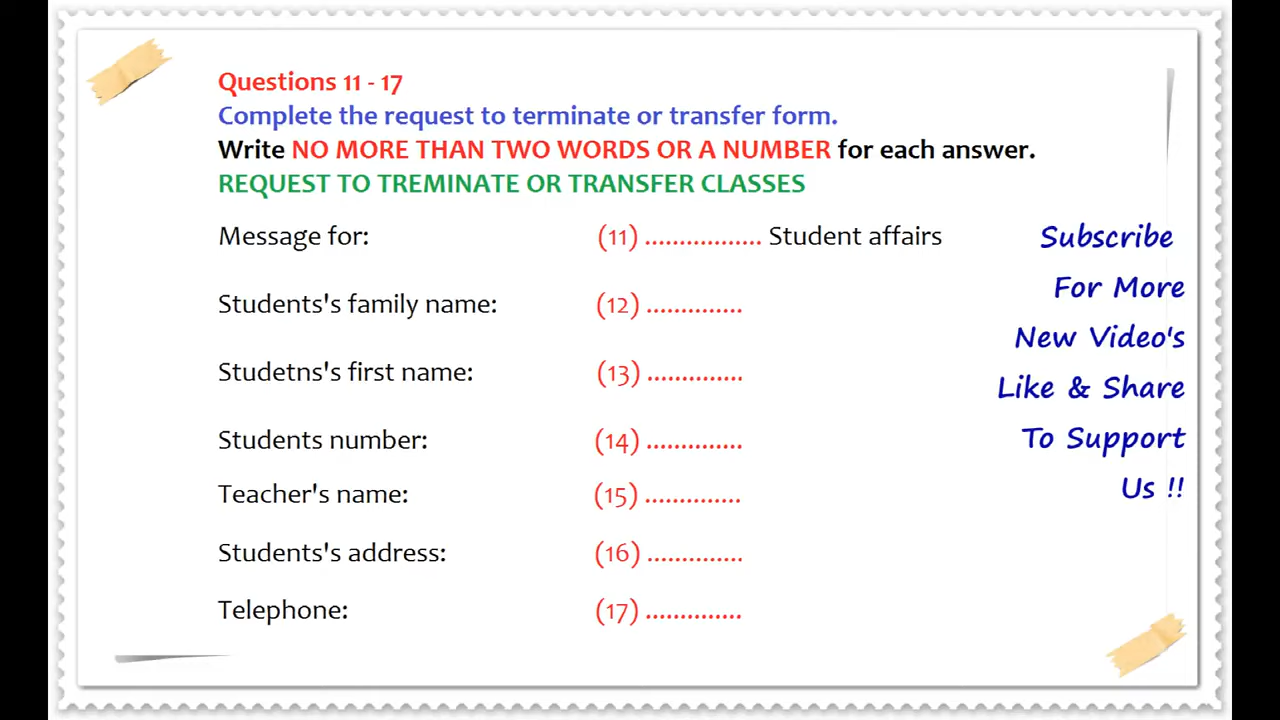 Questions 11 - 17
Complete the request to terminate or transfer form.
Write NO MORE THAN TWO WORDS OR A NUMBER for each answer.
REQUEST TO TREMINATE OR TRANSFER CLASSES
Message for: (11) ................. Student affairs
Students's family name: (12) ..............
Studetns's first name: (13) ..............
Students number: (14) ..............
Teacher's name: (15) ..............
Students's address: (16) ..............
Telephone: (17) ..............
Subscribe
For More
New Video's
Like & Share
To Support
Us !!